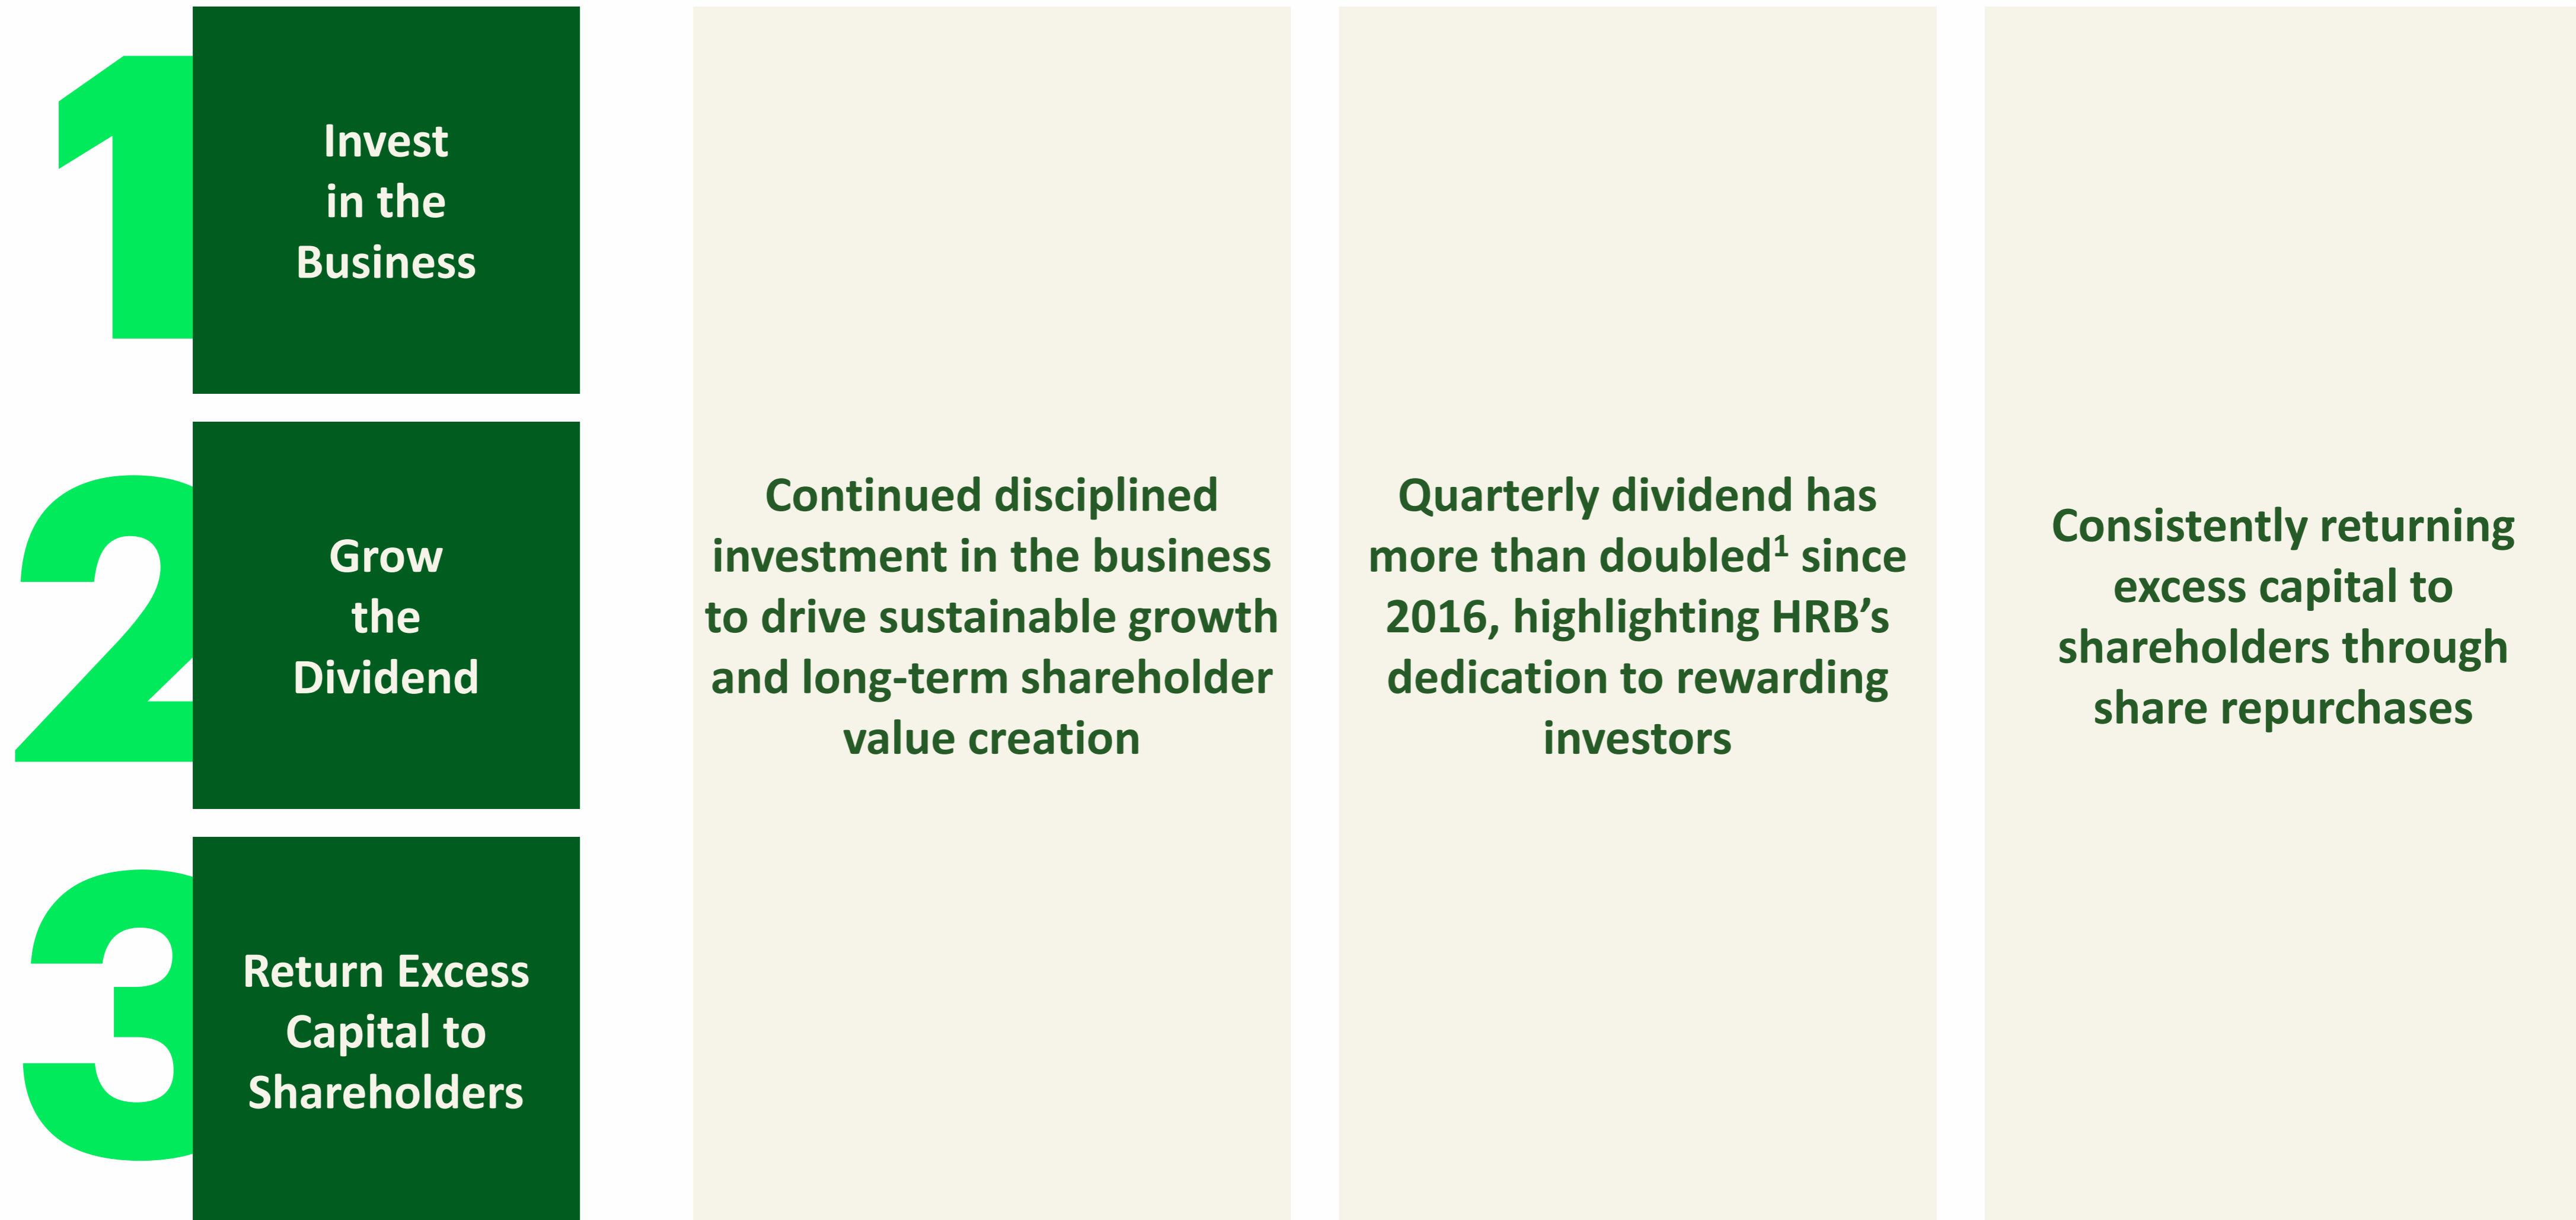 1
Invest
in the
Business
2
Grow
the
Dividend
3
Return Excess
Capital to
Shareholders
Continued disciplined
investment in the business
to drive sustainable growth
and long-term shareholder
value creation
Quarterly dividend has
more than doubled¹ since
2016, highlighting HRB’s
dedication to rewarding
investors
Consistently returning
excess capital to
shareholders through
share repurchases